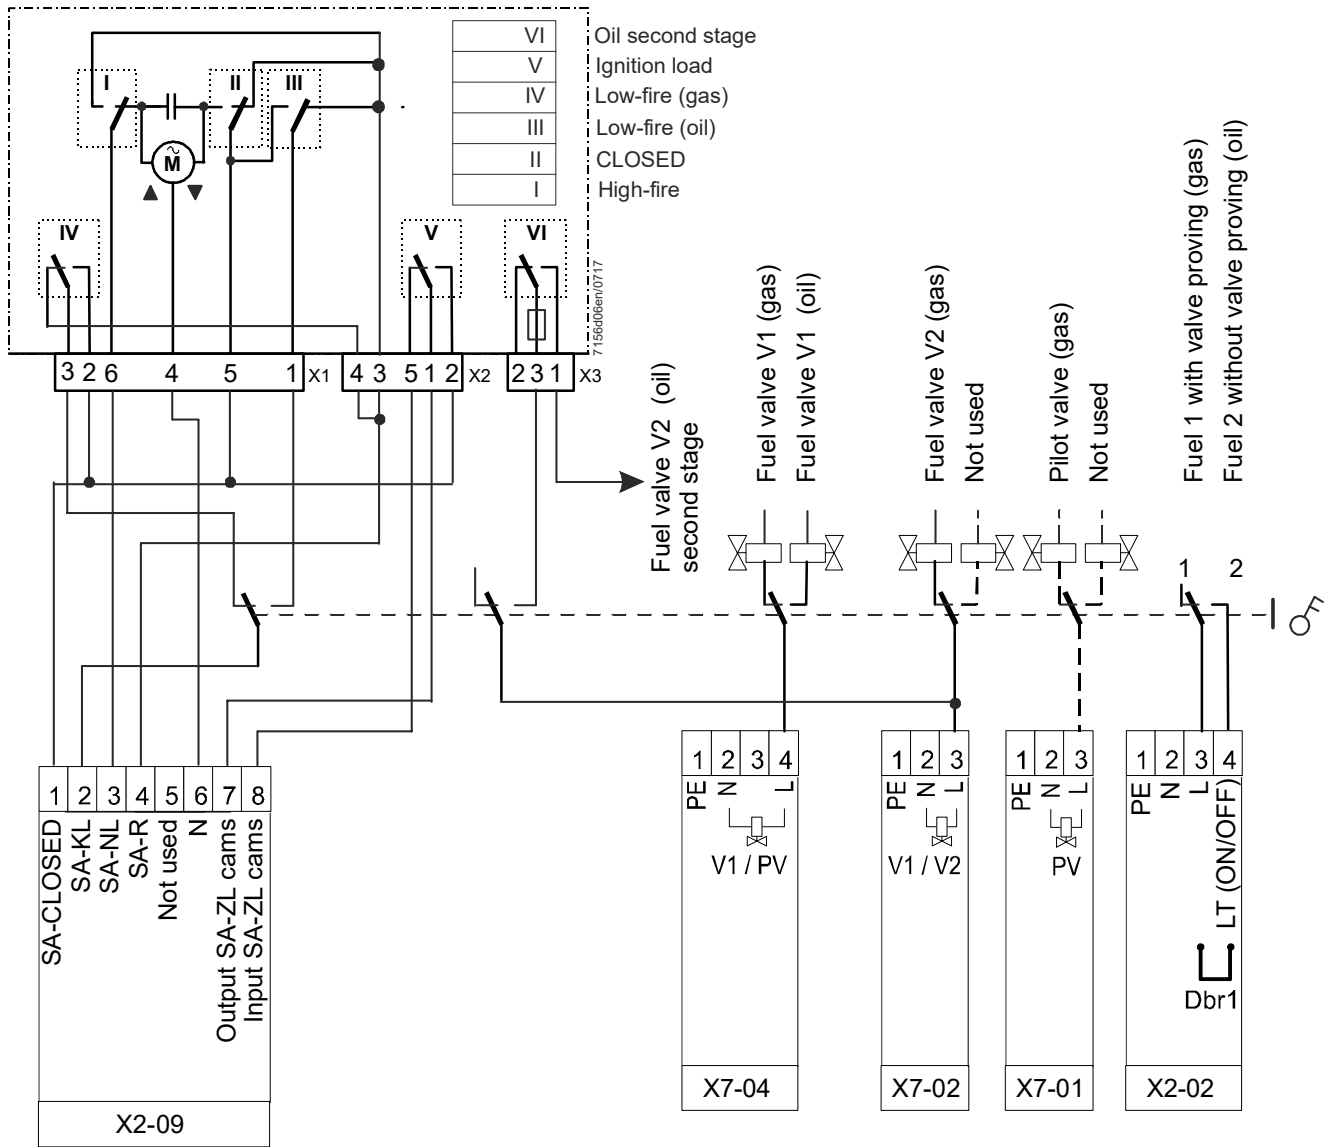 VI Oil second stage
V Ignition load
IV Low-fire (gas)
III Low-fire (oil)
II CLOSED
I High-fire
I
II
III
M
~
IV
V
VI
7156d06en/0717
3 2 6 4 5 1 X1
4 3 5 1 2 X2
2 3 1 X3
Fuel valve V2 (oil)
second stage
Fuel valve V1 (gas)
Fuel valve V1 (oil)
Fuel valve V2 (gas)
Not used
Pilot valve (gas)
Not used
Fuel 1 with valve proving (gas)
Fuel 2 without valve proving (oil)
1 2
1 2 3 4 5 6 7 8
SA-CLOSED
SA-KL
SA-NL
SA-R
Not used
N
Output SA-ZL cams
Input SA-ZL cams
X2-09
1 2 3 4
PE
N
L
V1 / PV
X7-04
1 2 3
PE
N
L
V1 / V2
X7-02
1 2 3
PE
N
L
PV
X7-01
1 2 3 4
PE
N
L
LT (ON/OFF)
Dbr1
X2-02